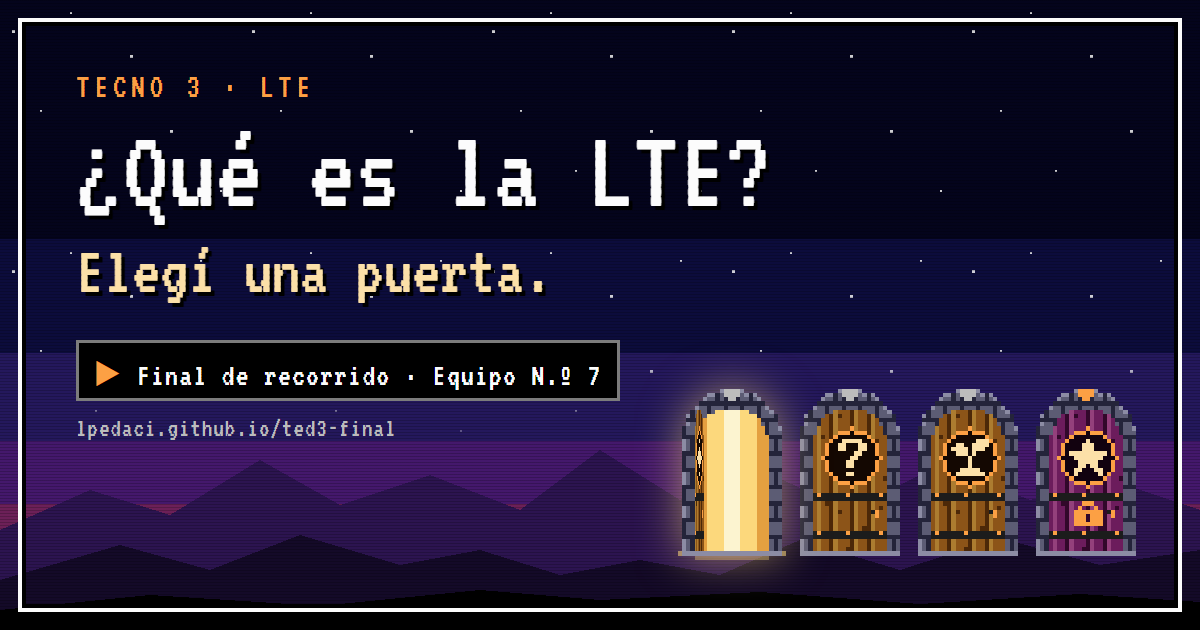 TECNO 3 · LTE
¿Qué es la LTE?
Elegí una puerta.
▶ Final de recorrido · Equipo N.º 7
lpedaci.github.io/ted3-final
?